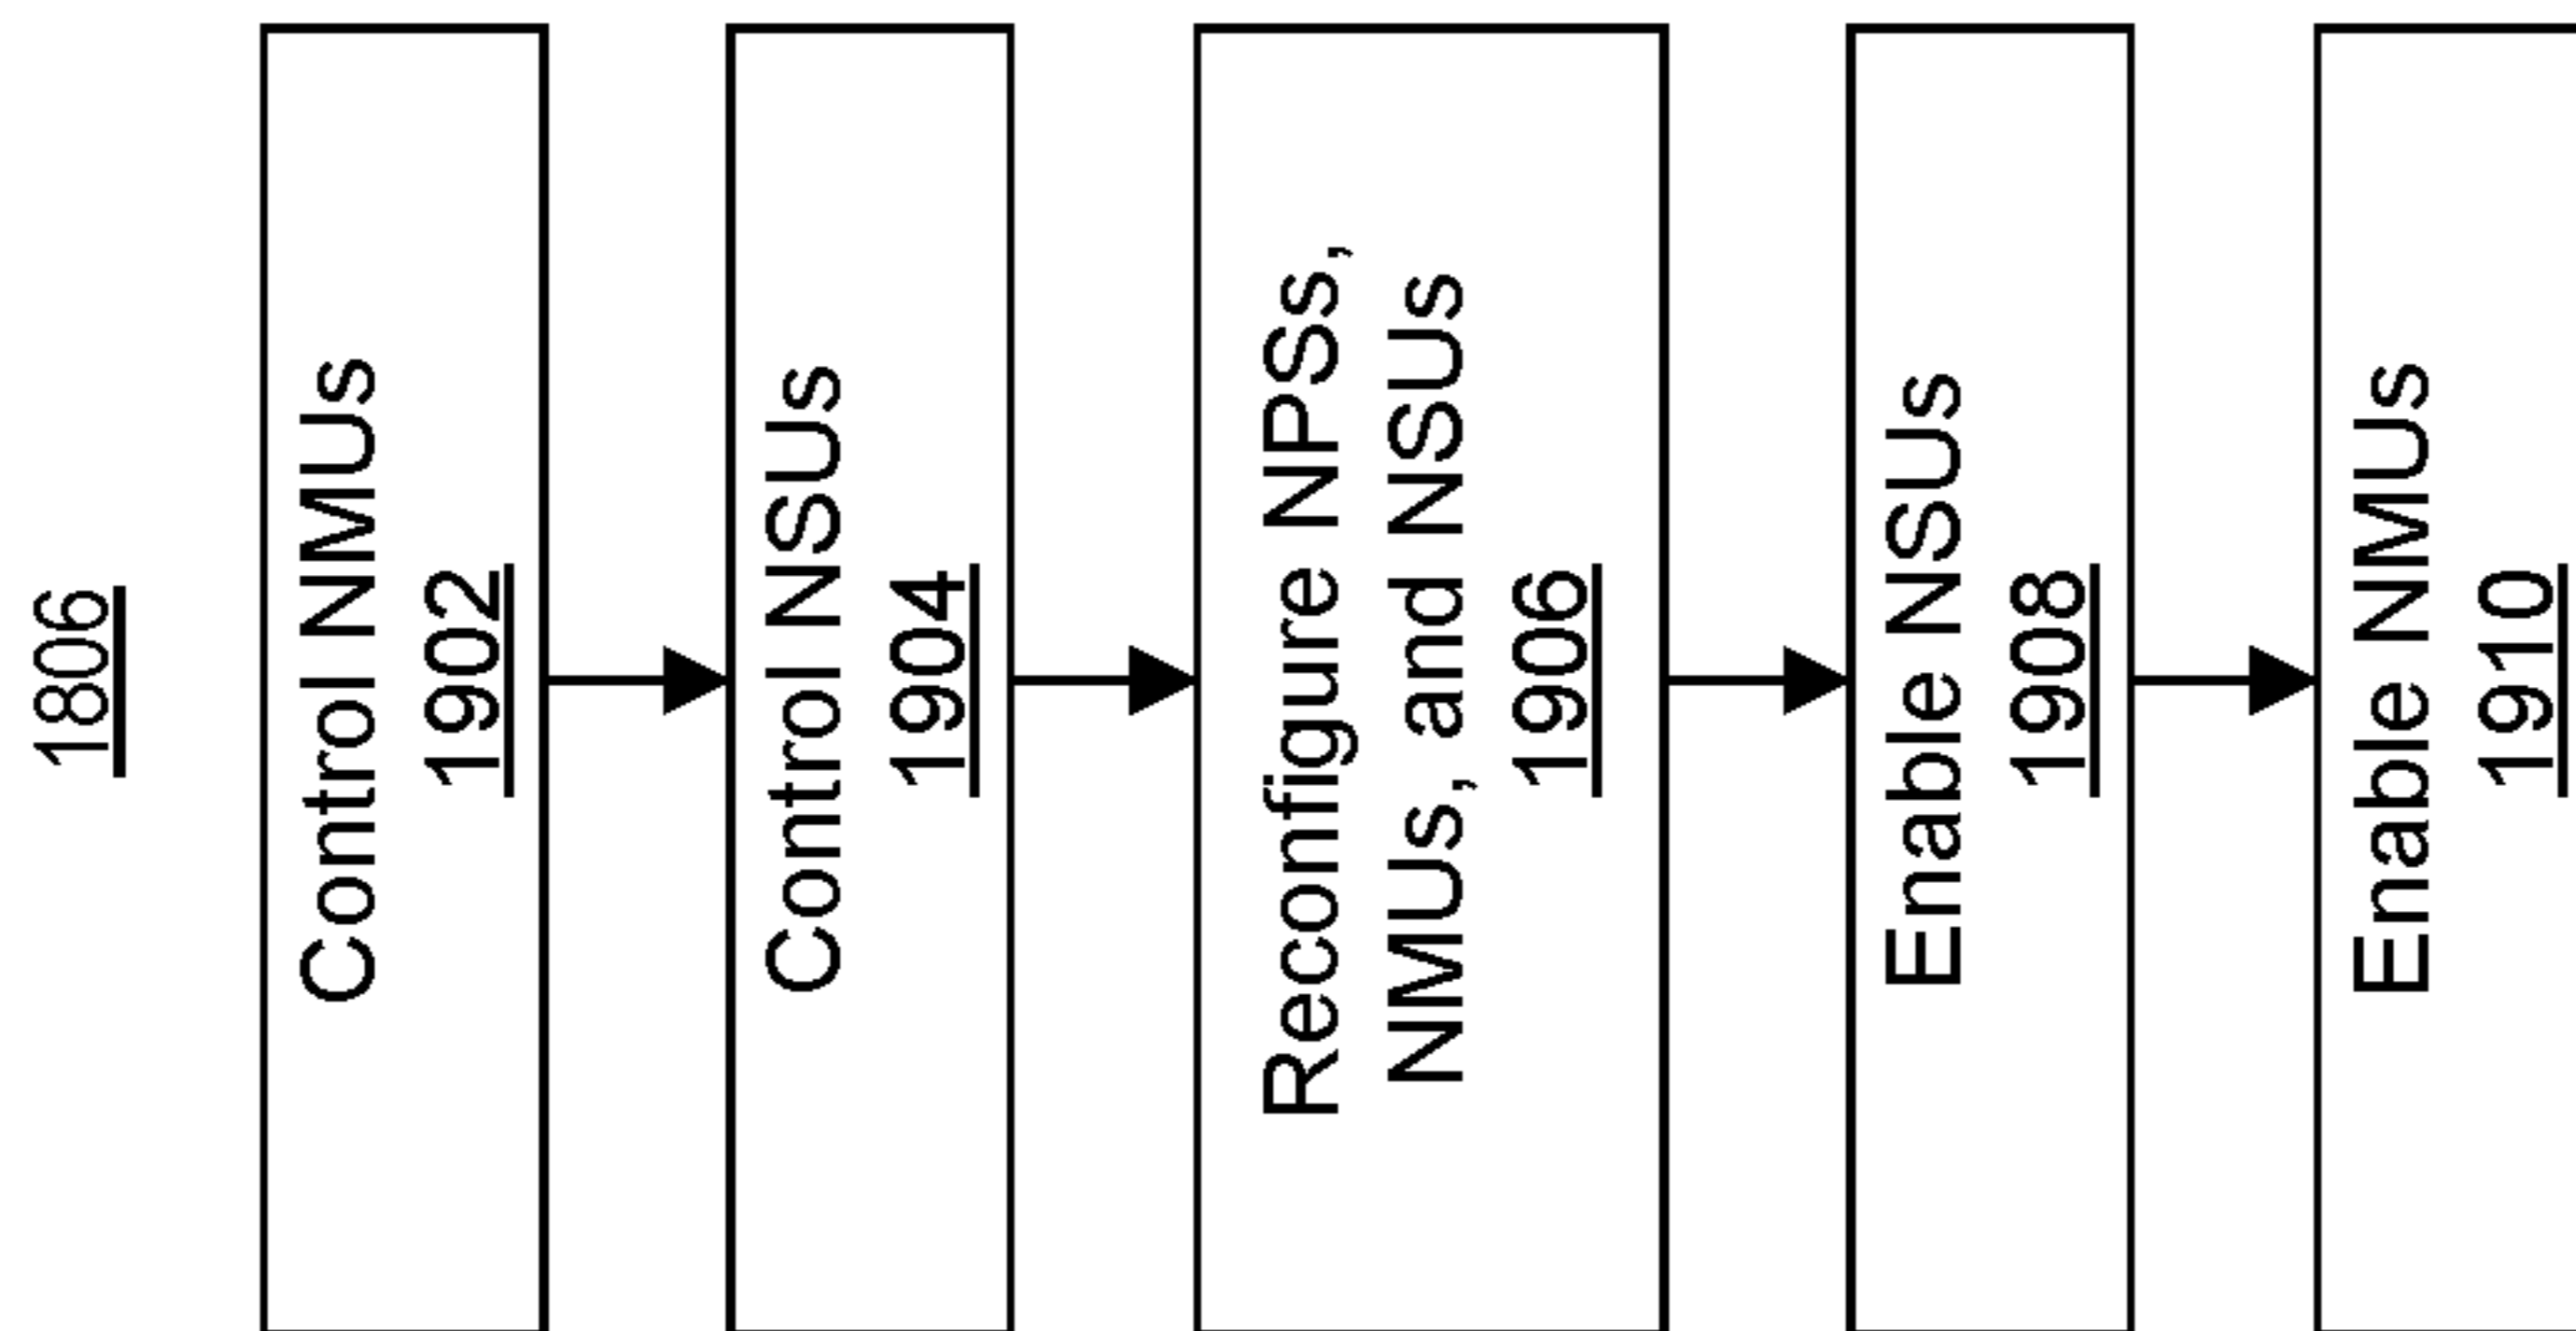 1806
Control NMUs
1902
Control NSUs
1904
Reconfigure NPSs,
NMUs, and NSUs
1906
Enable NSUs
1908
Enable NMUs
1910